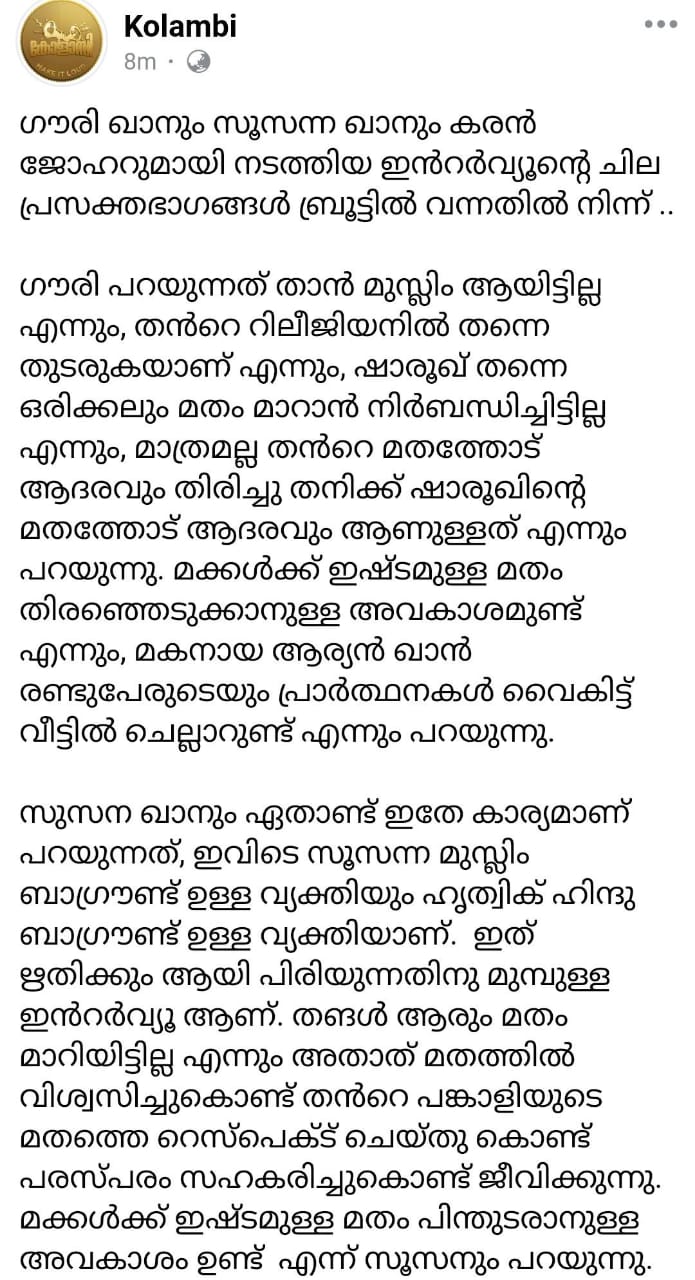 Kolambi
8m ·
കോളാമ്പി
MAKE IT LOUD
ഗൗരി ഖാനും സൂസന്ന ഖാനും കരൻ
ജോഹറുമായി നടത്തിയ ഇൻറർവ്യൂന്റെ ചില
പ്രസക്തഭാഗങ്ങൾ ബ്രൂട്ടിൽ വന്നതിൽ നിന്ന് ..
ഗൗരി പറയുന്നത് താൻ മുസ്ലിം ആയിട്ടില്ല
എന്നും, തൻറെ റിലീജിയനിൽ തന്നെ
തുടരുകയാണ് എന്നും, ഷാരൂഖ് തന്നെ
ഒരിക്കലും മതം മാറാൻ നിർബന്ധിച്ചിട്ടില്ല
എന്നും, മാത്രമല്ല തൻറെ മതത്തോട്
ആദരവും തിരിച്ചു തനിക്ക് ഷാരൂഖിന്റെ
മതത്തോട് ആദരവും ആണുള്ളത് എന്നും
പറയുന്നു. മക്കൾക്ക് ഇഷ്ടമുള്ള മതം
തിരഞ്ഞെടുക്കാനുള്ള അവകാശമുണ്ട്
എന്നും, മകനായ ആര്യൻ ഖാൻ
രണ്ടുപേരുടെയും പ്രാർത്ഥനകൾ വൈകിട്ട്
വീട്ടിൽ ചെല്ലാറുണ്ട് എന്നും പറയുന്നു.
സുസന ഖാനും ഏതാണ്ട് ഇതേ കാര്യമാണ്
പറയുന്നത്, ഇവിടെ സൂസന്ന മുസ്ലിം
ബാഗ്രൗണ്ട് ഉള്ള വ്യക്തിയും ഹൃത്വിക് ഹിന്ദു
ബാഗ്രൗണ്ട് ഉള്ള വ്യക്തിയാണ്. ഇത്
ഋതിക്കും ആയി പിരിയുന്നതിനു മുമ്പുള്ള
ഇൻറർവ്യൂ ആണ്. തങൾ ആരും മതം
മാറിയിട്ടില്ല എന്നും അതാത് മതത്തിൽ
വിശ്വസിച്ചുകൊണ്ട് തൻറെ പങ്കാളിയുടെ
മതത്തെ റെസ്പെക്ട് ചെയ്തു കൊണ്ട്
പരസ്പരം സഹകരിച്ചുകൊണ്ട് ജീവിക്കുന്നു.
മക്കൾക്ക് ഇഷ്ടമുള്ള മതം പിന്തുടരാനുള്ള
അവകാശം ഉണ്ട് എന്ന് സൂസനും പറയുന്നു.